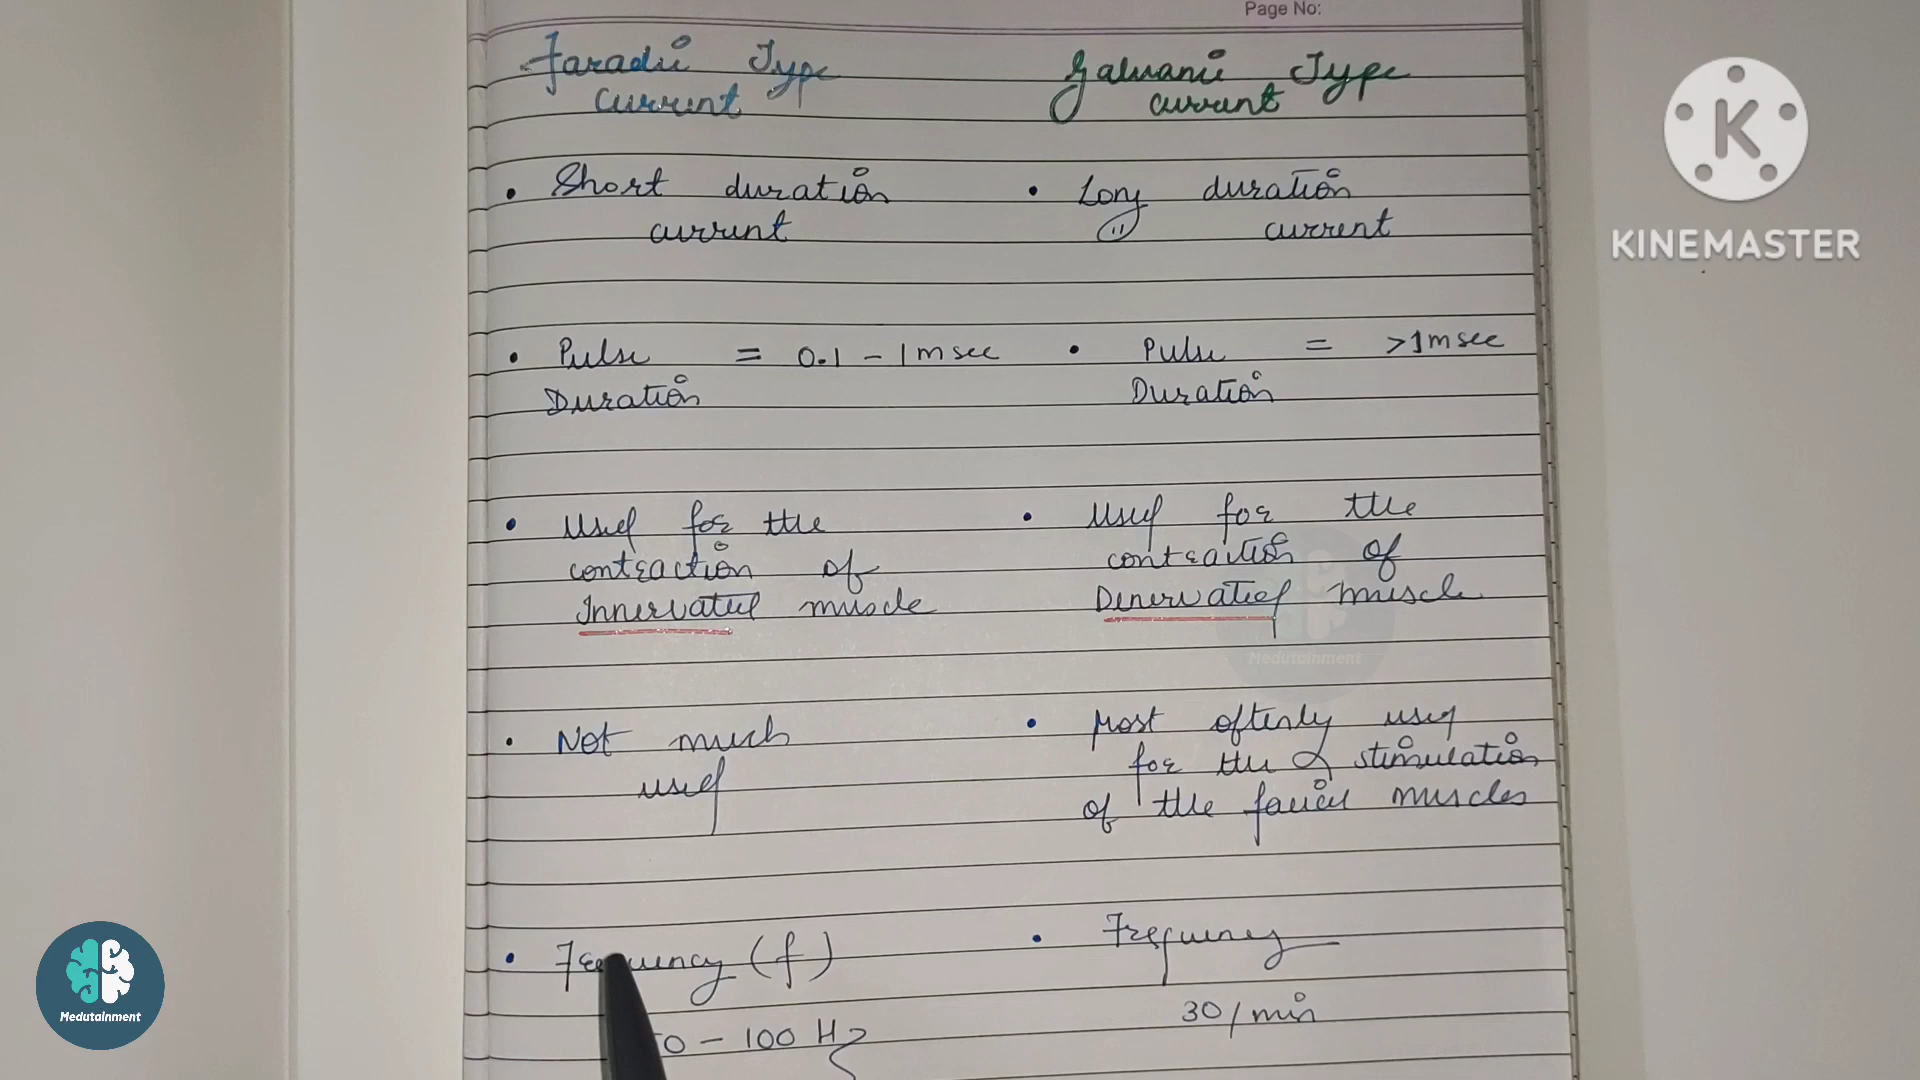 Page No:
Faradic Type
current
Galvanic Type
current
• Short duration
current
• Long duration
current
• Pulse = 0.1 - 1 msec
Duration
• Pulse = >1 msec
Duration
• Used for the
contraction of
Innervated muscle
• Used for the
contraction of
Denervated muscle
• Not much
used
• Most oftenly used
for the stimulation
of the facial muscles
• Frequency (f)
0 - 100 Hz
• Frequency
30/min
K
KINEMASTER
Medutainment
Medutainment